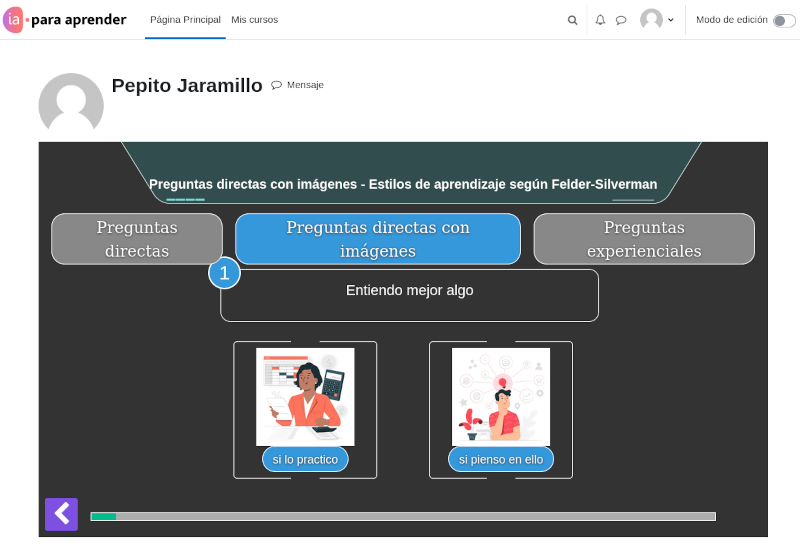 ia para aprender
Página Principal
Mis cursos
Modo de edición
Pepito Jaramillo
Mensaje
Preguntas directas con imágenes - Estilos de aprendizaje según Felder-Silverman
Preguntas
directas
Preguntas directas con
imágenes
Preguntas
experienciales
1
Entiendo mejor algo
si lo practico
si pienso en ello